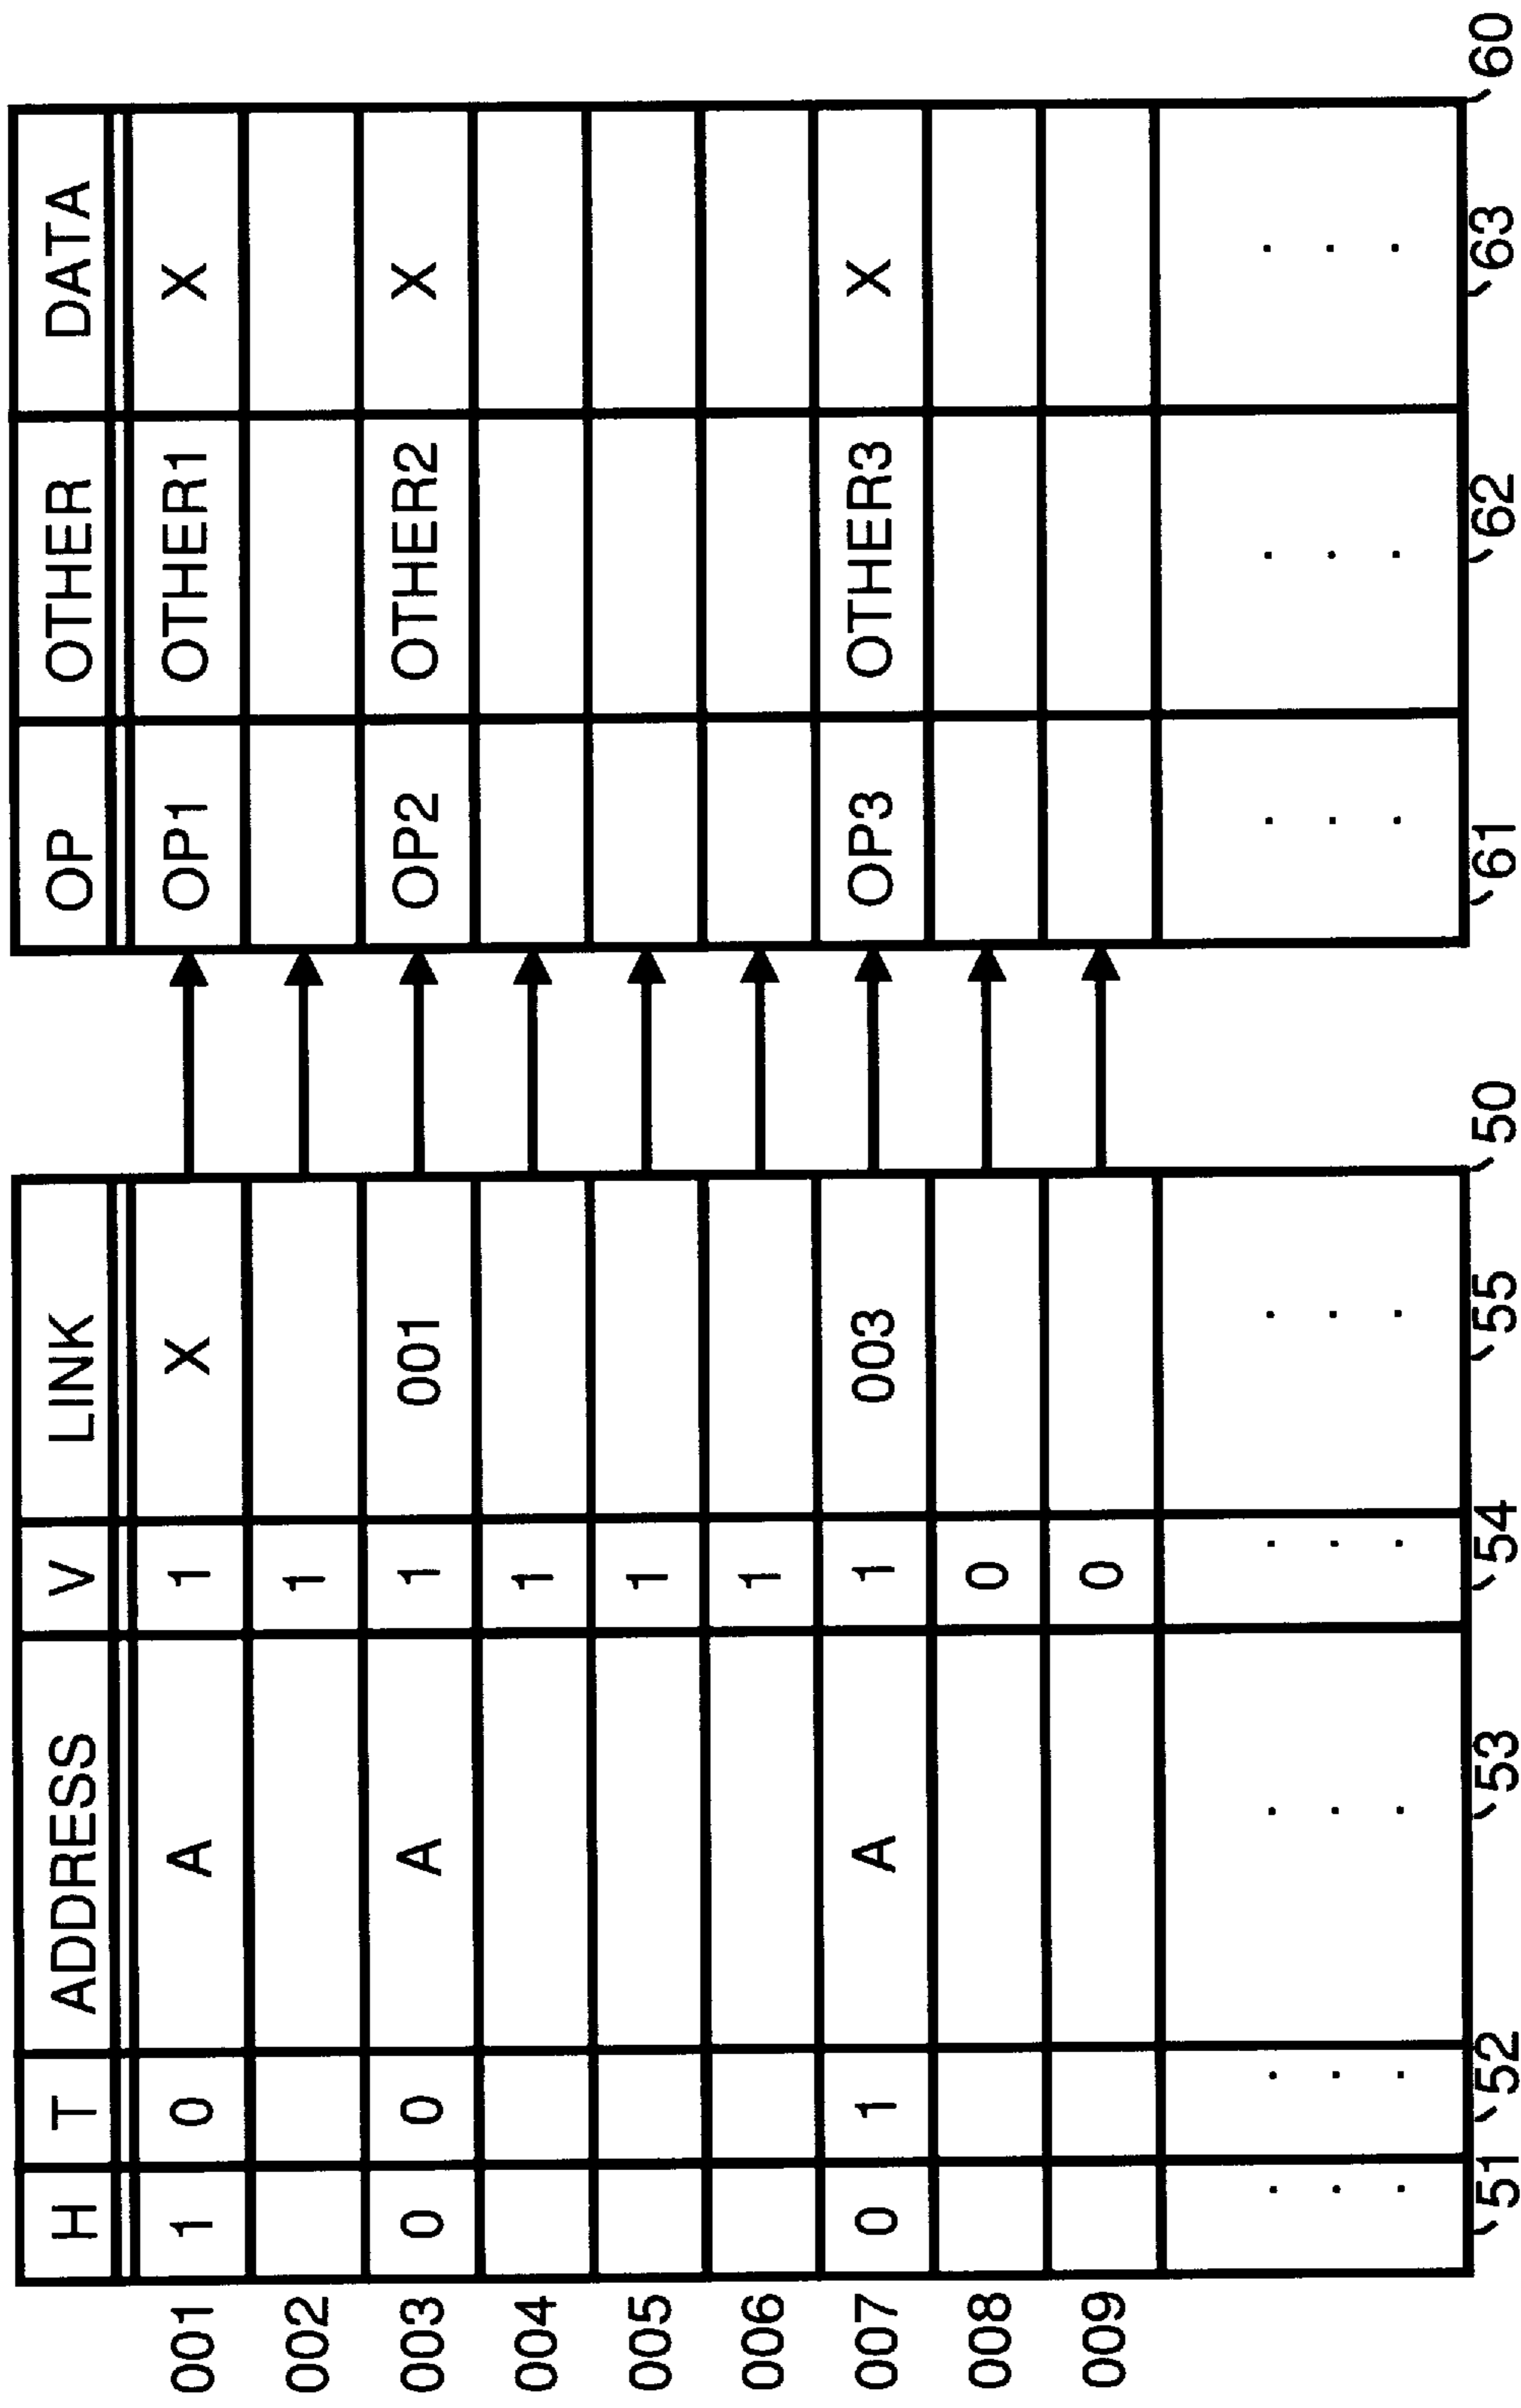 H T ADDRESS V LINK OP OTHER DATA
001 1 0 A 1 X OP1 OTHER1 X
002 1
003 0 0 A 1 001 OP2 OTHER2 X
004 1
005 1
006 1
007 0 1 A 1 003 OP3 OTHER3 X
008 0
009 0
. . . . . . . .
. . . . . . . .
. . . . . . . .
51 52 53 54 55 50 61 62 63 60